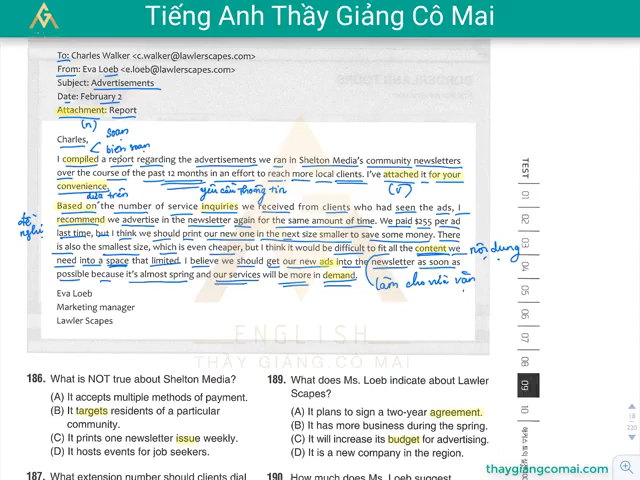 Tiếng Anh Thầy Giảng Cô Mai
To: Charles Walker <c.walker@lawlerscapes.com>
From: Eva Loeb <e.loeb@lawlerscapes.com>
Subject: Advertisements
Date: February 2
Attachment: Report
(n)
soạn
biên soạn
Charles,
I compiled a report regarding the advertisements we ran in Shelton Media's community newsletters
over the course of the past 12 months in an effort to reach more local clients. I've attached it for your
convenience.
dựa trên
yêu cầu thông tin
(v)
Based on the number of service inquiries we received from clients who had seen the ads, I
đề nghị
recommend we advertise in the newsletter again for the same amount of time. We paid $255 per ad
last time, but I think we should print our new one in the next size smaller to save some money. There
is also the smallest size, which is even cheaper, but I think it would be difficult to fit all the content we
nội dung
need into a space that limited. I believe we should get our new ads into the newsletter as soon as
possible because it's almost spring and our services will be more in demand.
làm cho vừa vặn
Eva Loeb
Marketing manager
Lawler Scapes
ENGLISH
THẦY GIẢNG CÔ MAI
186. What is NOT true about Shelton Media?
(A) It accepts multiple methods of payment.
(B) It targets residents of a particular
community.
(C) It prints one newsletter issue weekly.
(D) It hosts events for job seekers.
187. What extension number should clients dial
189. What does Ms. Loeb indicate about Lawler
Scapes?
(A) It plans to sign a two-year agreement.
(B) It has more business during the spring.
(C) It will increase its budget for advertising.
(D) It is a new company in the region.
190. How much does Ms. Loeb suggest
TEST
01
02
03
04
05
06
07
08
09
10
220
thaygiangcomai.com